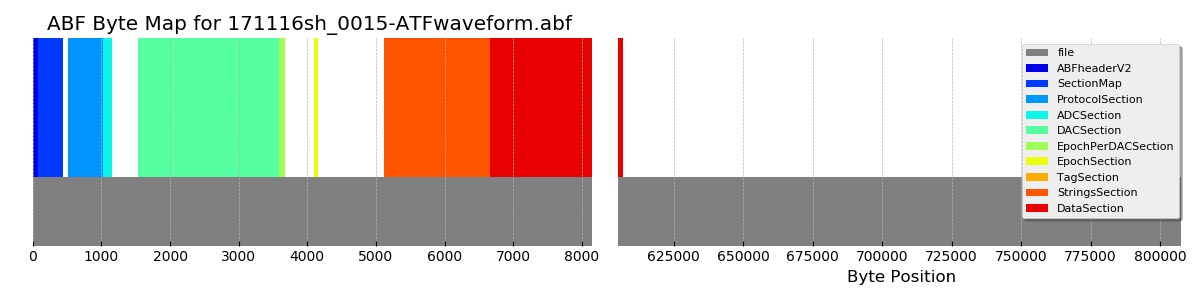 ABF Byte Map for 171116sh_0015-ATFwaveform.abf
file
ABFheaderV2
SectionMap
ProtocolSection
ADCSection
DACSection
EpochPerDACSection
EpochSection
TagSection
StringsSection
DataSection
0 1000 2000 3000 4000 5000 6000 7000 8000 625000 650000 675000 700000 725000 750000 775000 800000
Byte Position